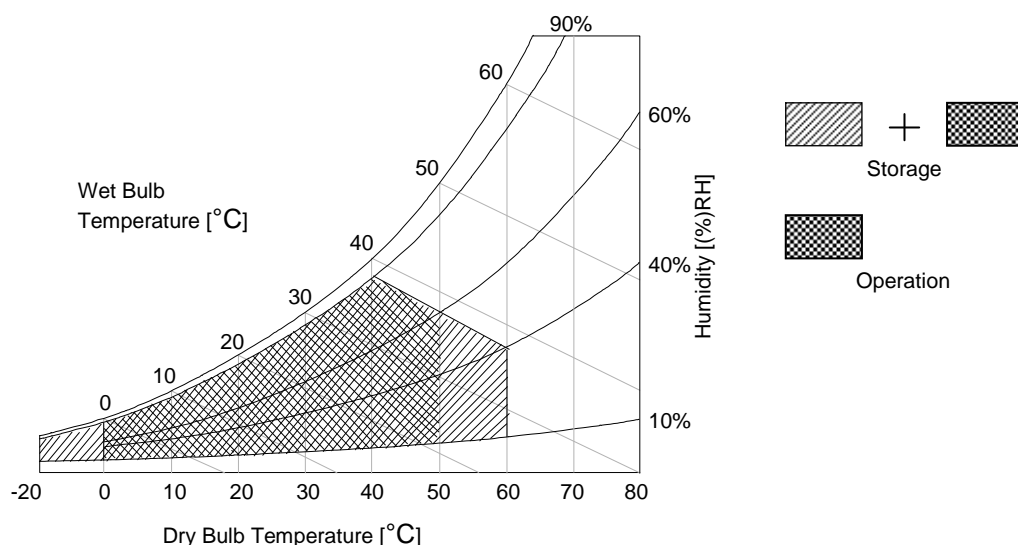 90%
60
60%
50
Wet Bulb
Temperature [°C]
Storage
40
40%
Humidity [(%)RH]
Operation
30
20
10
0
10%
-20 0 10 20 30 40 50 60 70 80
Dry Bulb Temperature [°C]